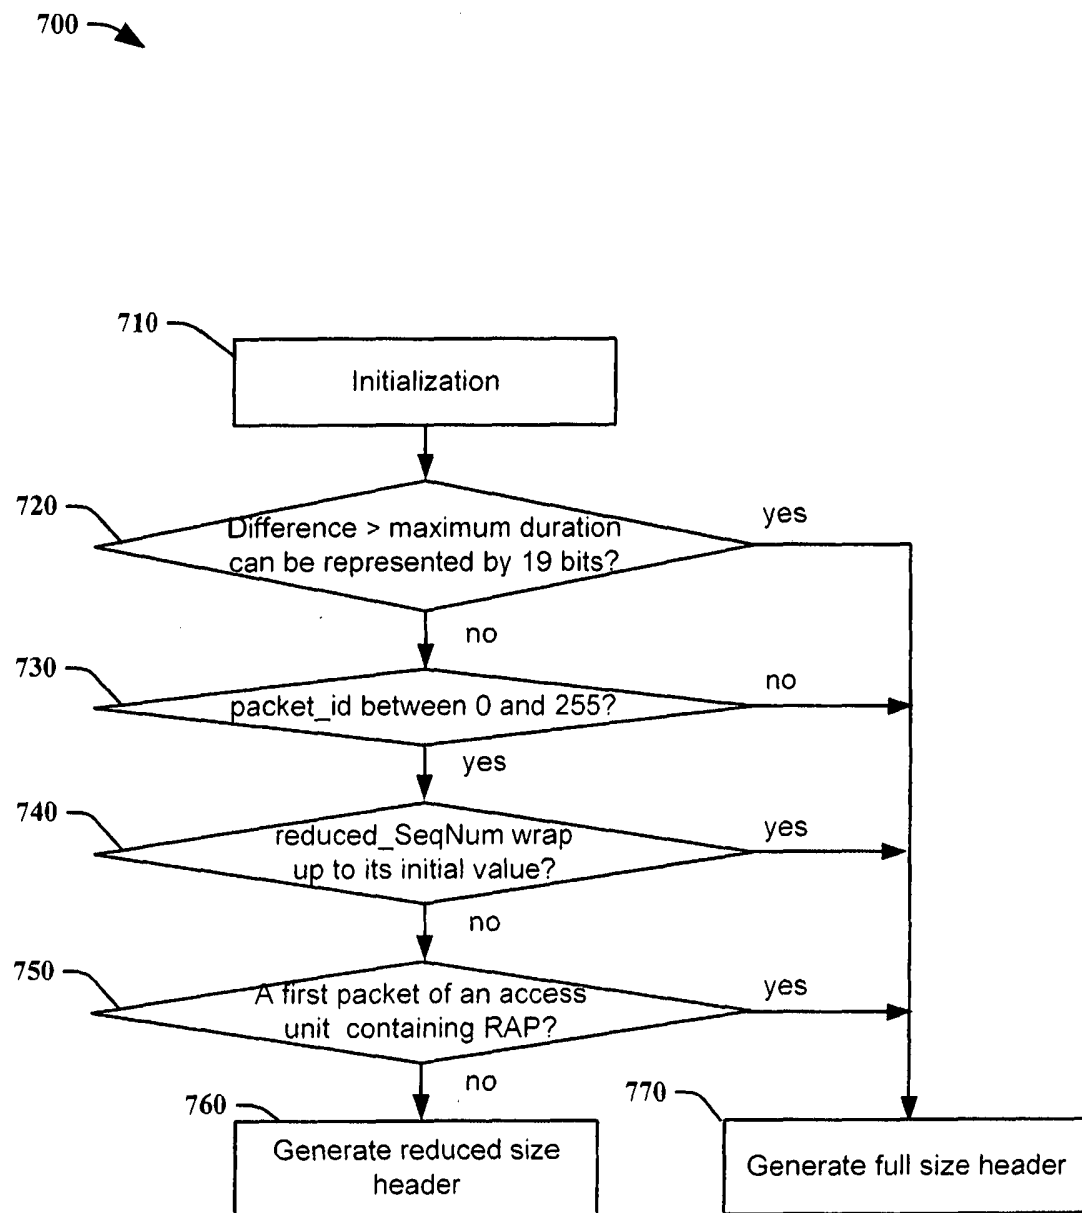 700
710
Initialization
720
Difference > maximum duration
can be represented by 19 bits?
yes
no
730
packet_id between 0 and 255?
no
yes
740
reduced_SeqNum wrap
up to its initial value?
yes
no
750
A first packet of an access
unit containing RAP?
yes
no
760
Generate reduced size
header
770
Generate full size header